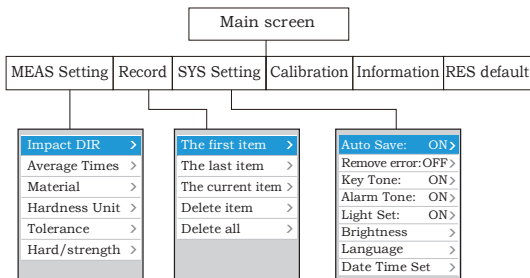 Main screen
MEAS Setting Record SYS Setting Calibration Information RES default
Impact DIR >
Average Times >
Material >
Hardness Unit >
Tolerance >
Hard/strength >
The first item >
The last item >
The current item >
Delete item >
Delete all >
Auto Save: ON>
Remove error:OFF>
Key Tone: ON>
Alarm Tone: ON>
Light Set: ON>
Brightness >
Language >
Date Time Set >